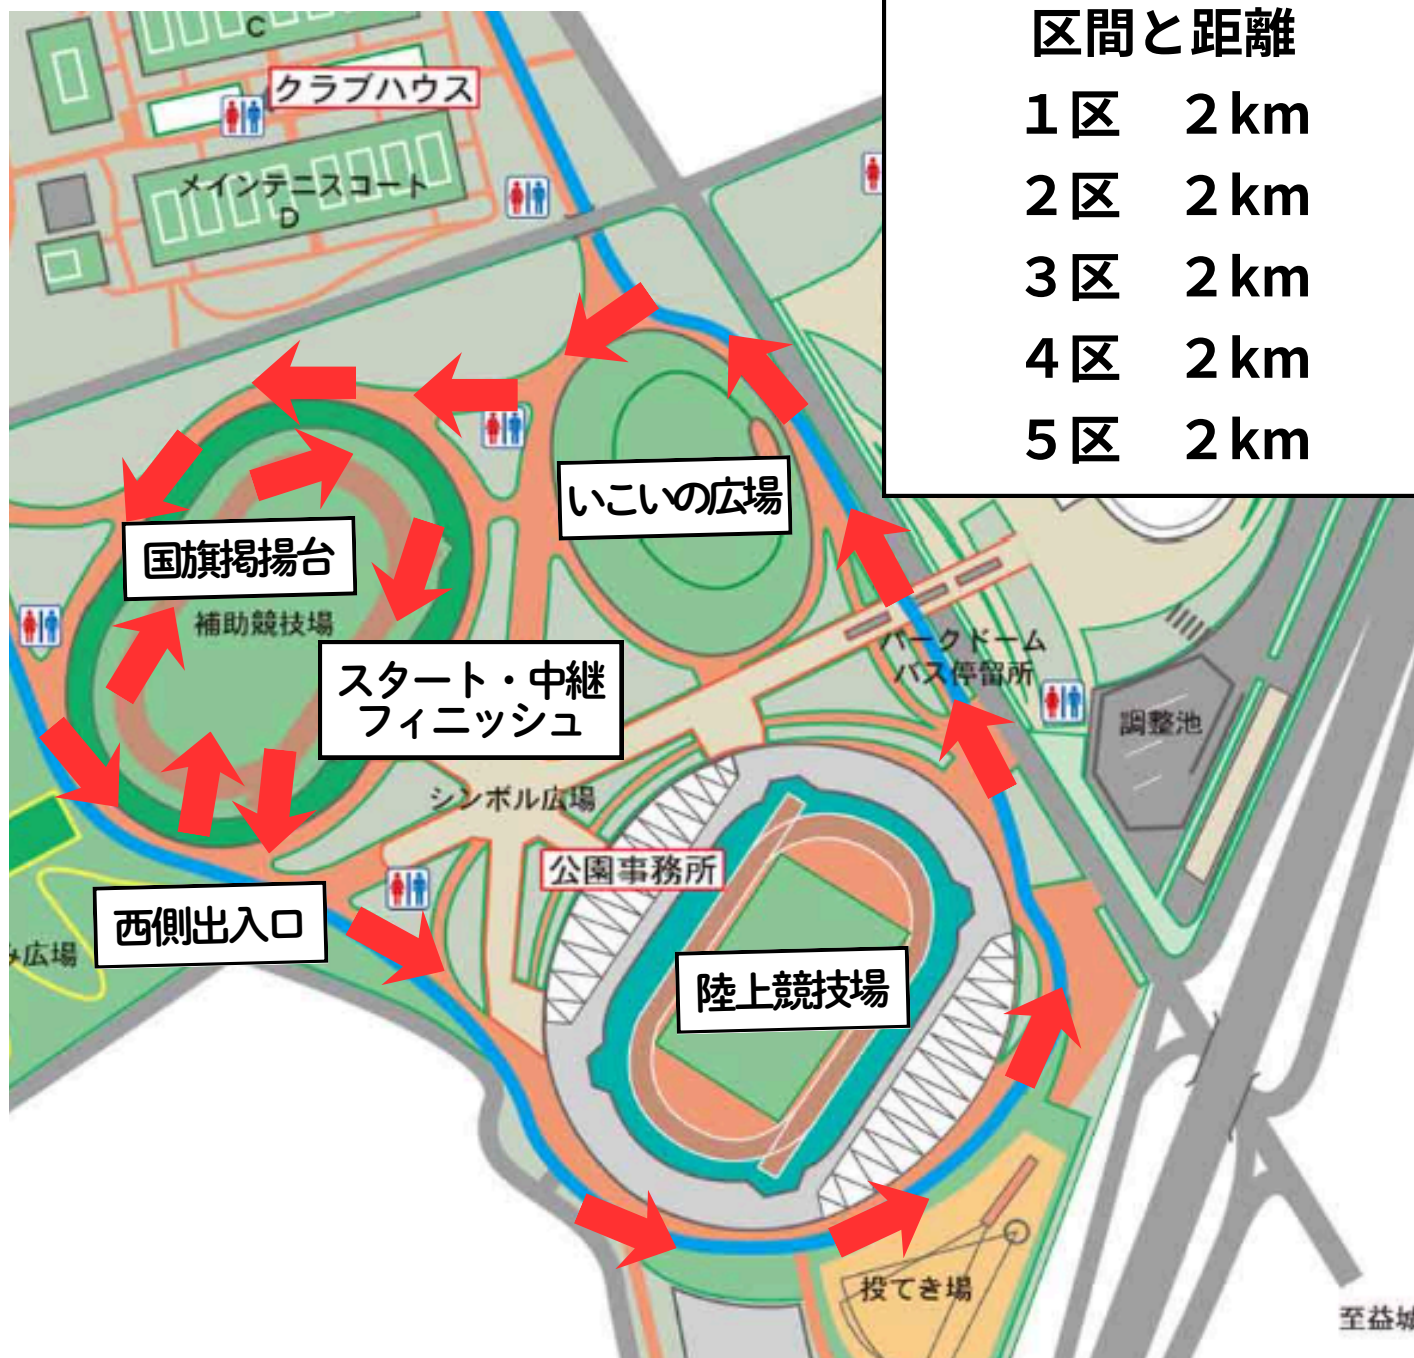 区間と距離
1区 2km
2区 2km
3区 2km
4区 2km
5区 2km
C
クラブハウス
メインテニスコート
D
いこいの広場
国旗掲揚台
補助競技場
スタート・中継
フィニッシュ
パークドーム
バス停留所
調整池
シンボル広場
公園事務所
西側出入口
み広場
陸上競技場
投てき場
至益城